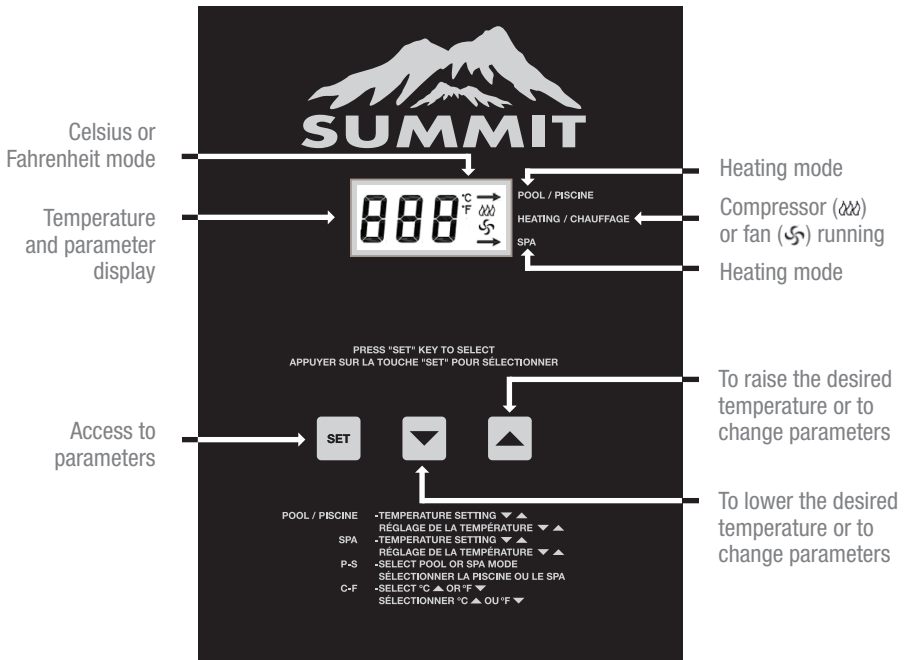 SUMMIT
Celsius or
Fahrenheit mode
Temperature
and parameter
display
888 °C
°F
POOL / PISCINE
HEATING / CHAUFFAGE
SPA
Heating mode
Compressor ( )
or fan ( ) running
Heating mode
PRESS "SET" KEY TO SELECT
APPUYER SUR LA TOUCHE "SET" POUR SÉLECTIONNER
Access to
parameters
SET
▼
▲
To raise the desired
temperature or to
change parameters
To lower the desired
temperature or to
change parameters
POOL / PISCINE -TEMPERATURE SETTING ▼ ▲
RÉGLAGE DE LA TEMPÉRATURE ▼ ▲
SPA -TEMPERATURE SETTING ▼ ▲
RÉGLAGE DE LA TEMPÉRATURE ▼ ▲
P-S -SELECT POOL OR SPA MODE
SÉLECTIONNER LA PISCINE OU LE SPA
C-F -SELECT °C ▲ OR °F ▼
SÉLECTIONNER °C ▲ OU °F ▼